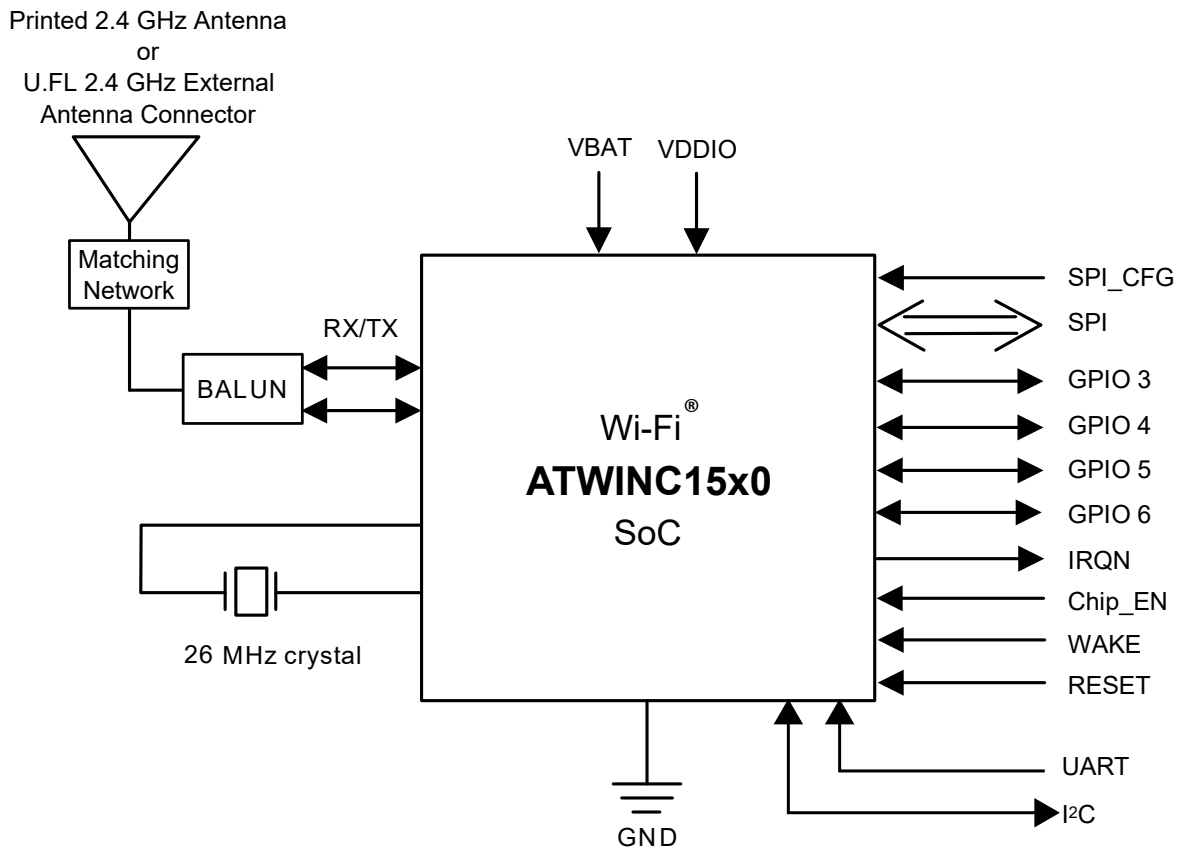 Printed 2.4 GHz Antenna
or
U.FL 2.4 GHz External
Antenna Connector
Matching
Network
BALUN
RX/TX
VBAT
VDDIO
Wi-Fi®
ATWINC15x0
SoC
26 MHz crystal
GND
SPI_CFG
SPI
GPIO 3
GPIO 4
GPIO 5
GPIO 6
IRQN
Chip_EN
WAKE
RESET
UART
I²C